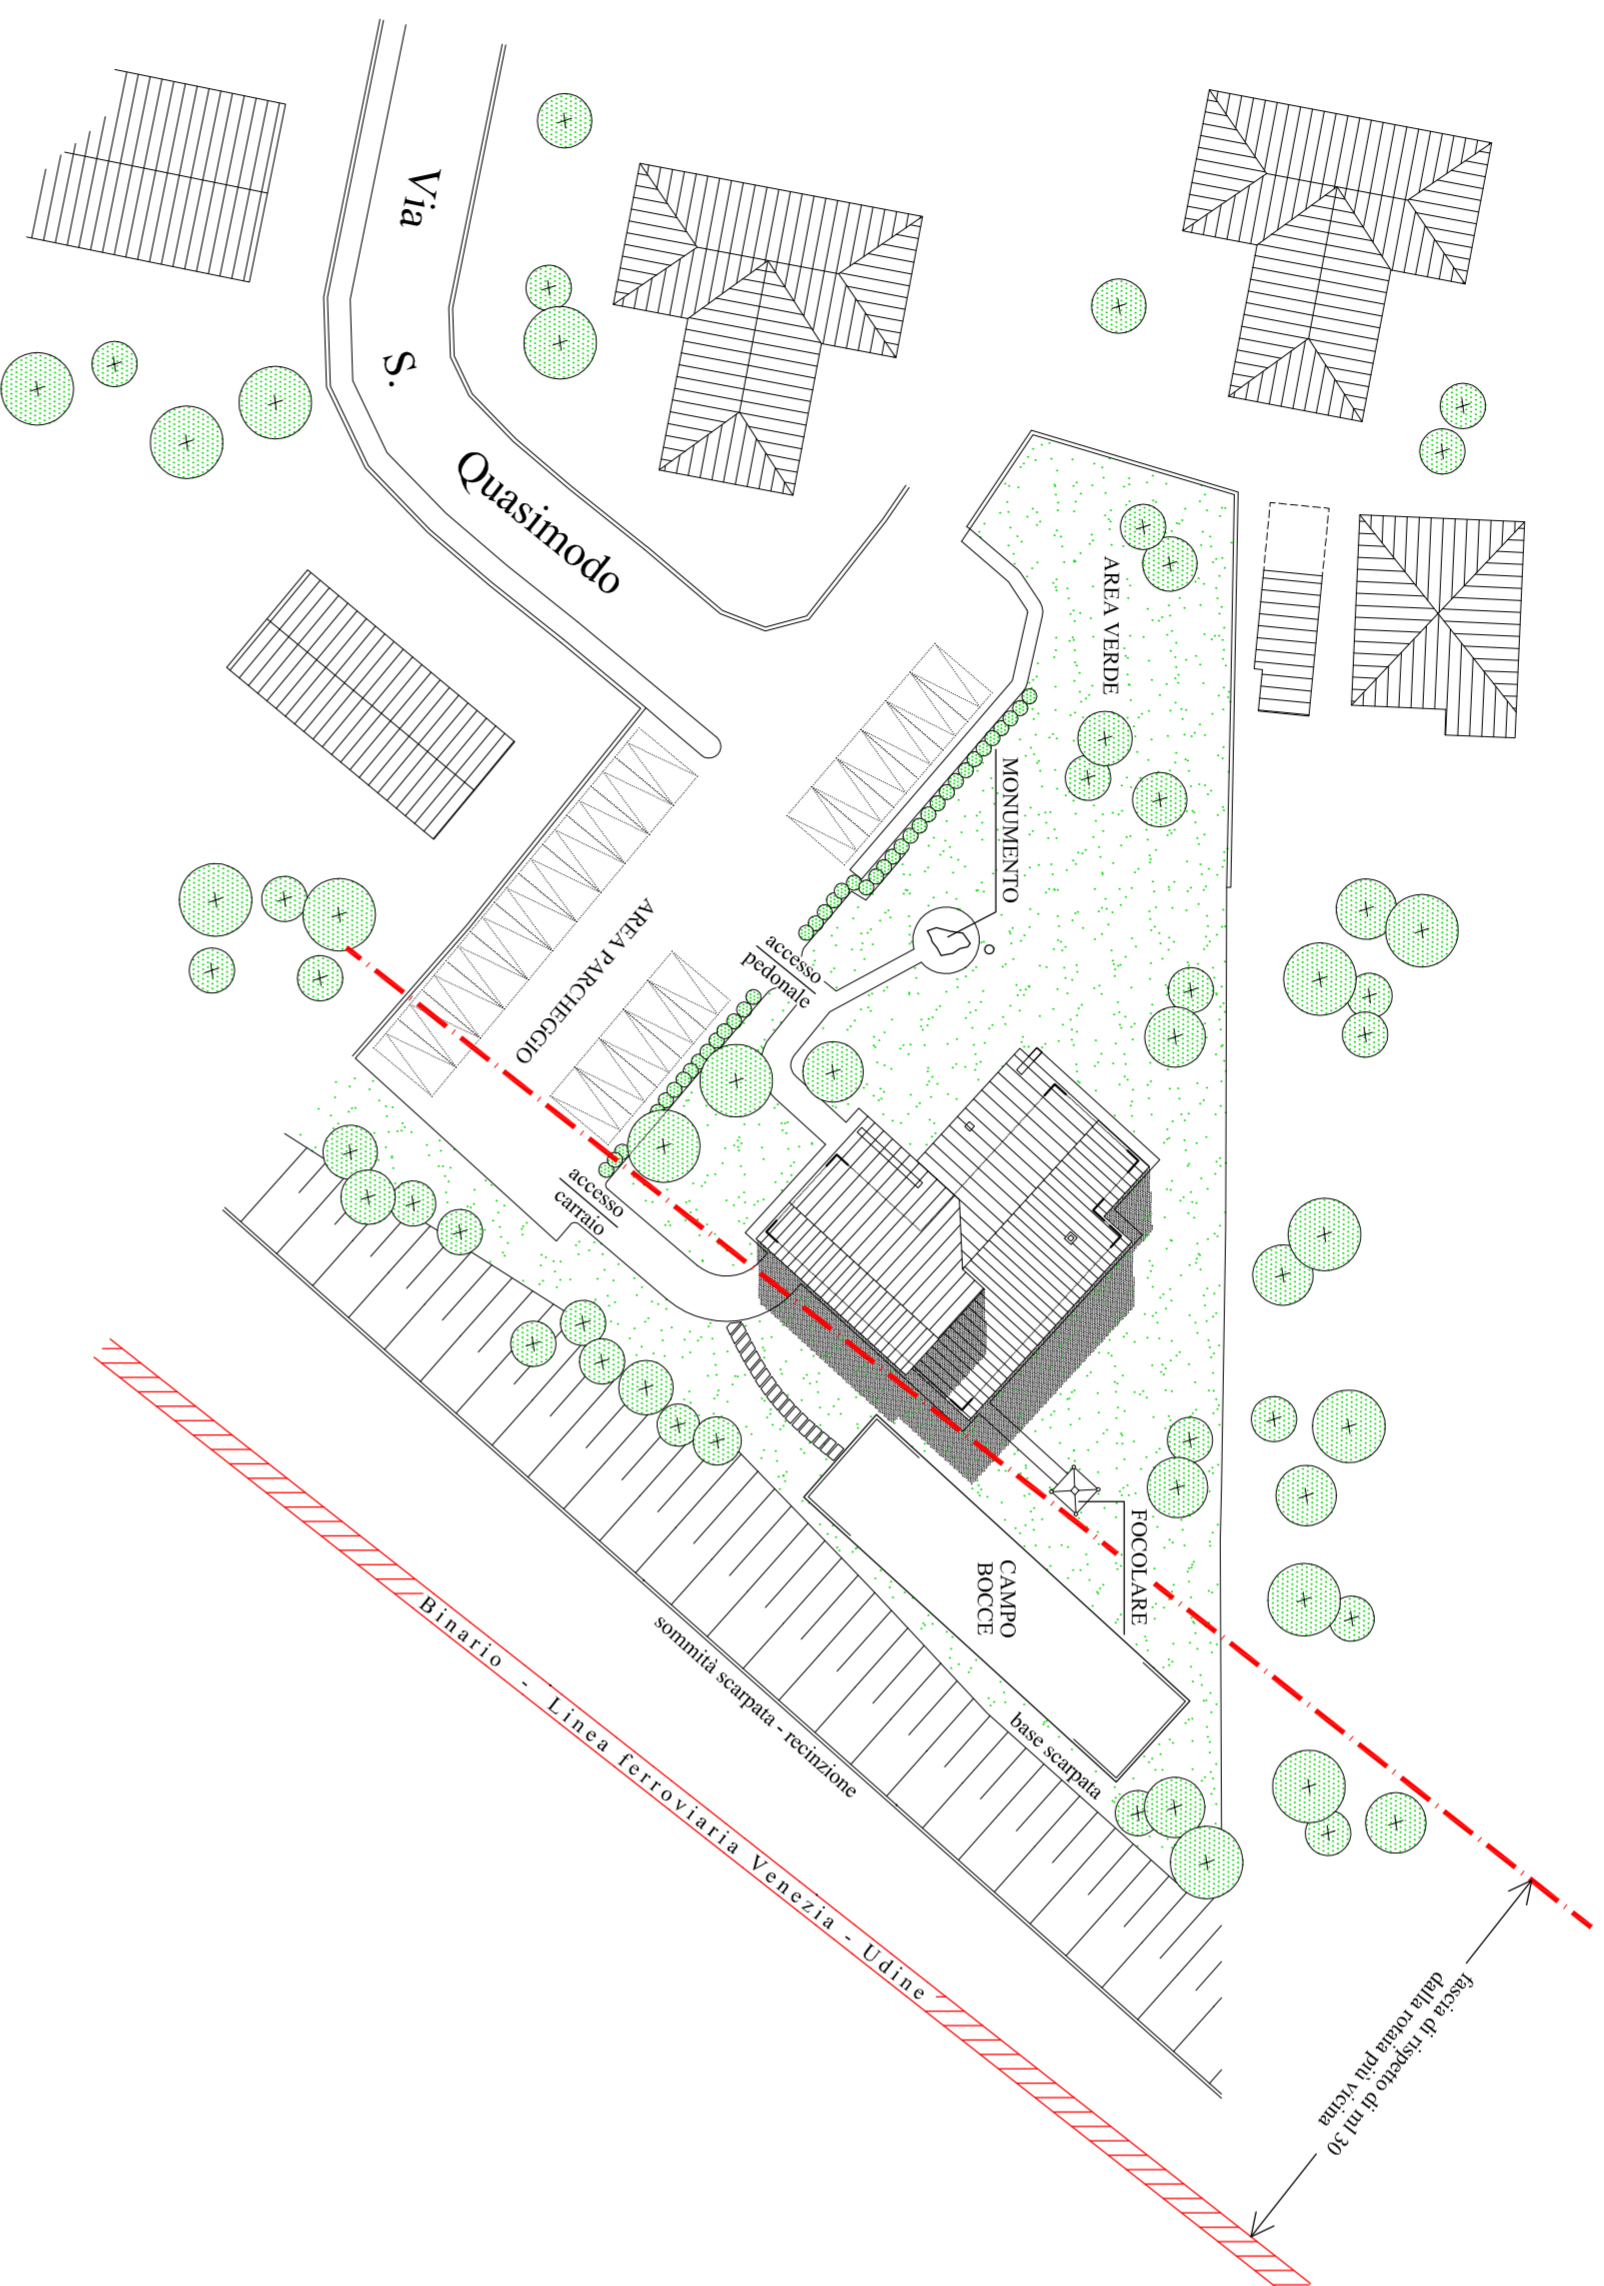 Via
S.
Quasimodo
AREA VERDE
MONUMENTO
accesso
pedonale
AREA PARCHEGGIO
accesso
carraio
FOCOLARE
CAMPO
BOCCE
base scarpata
sommità scarpata - recinzione
Binario - Linea ferroviaria Venezia - Udine
fascia di rispetto di ml 30
dalla rotaia più vicina